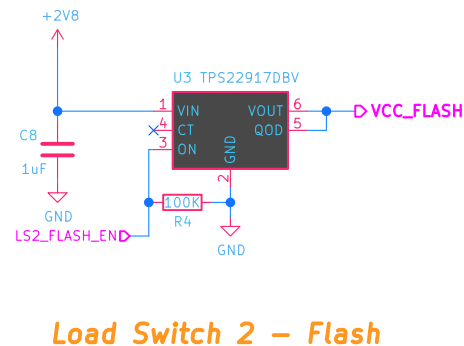 +2V8
U3 TPS22917DBV
1 VIN VOUT 6
4 CT QOD 5
3 ON
GND
2
VCC_FLASH
C8
1uF
GND
100K
R4
LS2_FLASH_EN
GND
Load Switch 2 – Flash